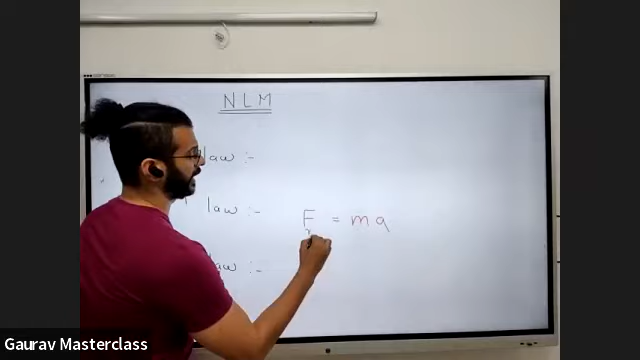 NLM
law :-
law :-
F = ma
law :-
Gaurav Masterclass